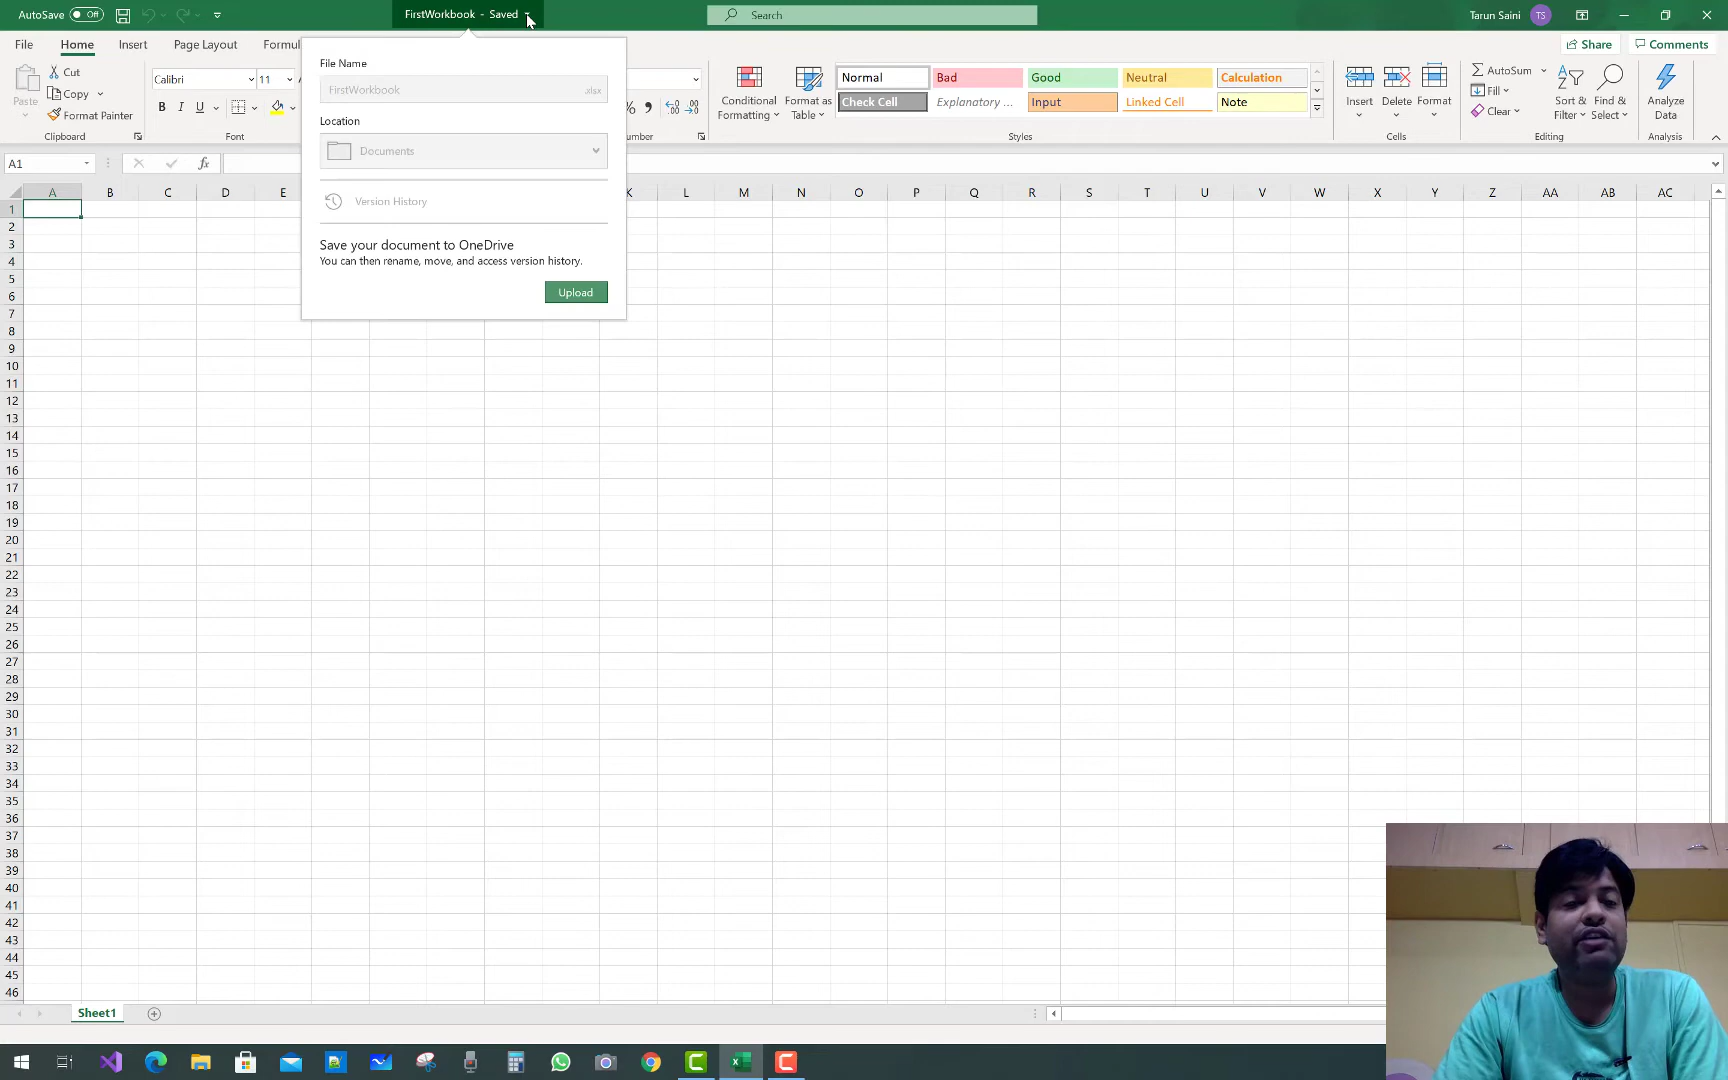 AutoSave Off
FirstWorkbook - Saved
Search
Tarun Saini TS
File Home Insert Page Layout Formul
Share Comments
Paste
Cut
Copy
Format Painter
Clipboard
Calibri 11
B I U
Font
File Name
FirstWorkbook .xlsx
Location
Documents
Version History
Save your document to OneDrive
You can then rename, move, and access version history.
Upload
umber
Conditional Formatting
Format as Table
Normal Bad Good Neutral Calculation
Check Cell Explanatory ... Input Linked Cell Note
Styles
Insert Delete Format
Cells
AutoSum
Fill
Clear
Sort & Filter
Find & Select
Editing
Analyze Data
Analysis
A1 fx
A B C D E K L M N O P Q R S T U V W X Y Z AA AB AC
1
2
3
4
5
6
7
8
9
10
11
12
13
14
15
16
17
18
19
20
21
22
23
24
25
26
27
28
29
30
31
32
33
34
35
36
37
38
39
40
41
42
43
44
45
46
Sheet1